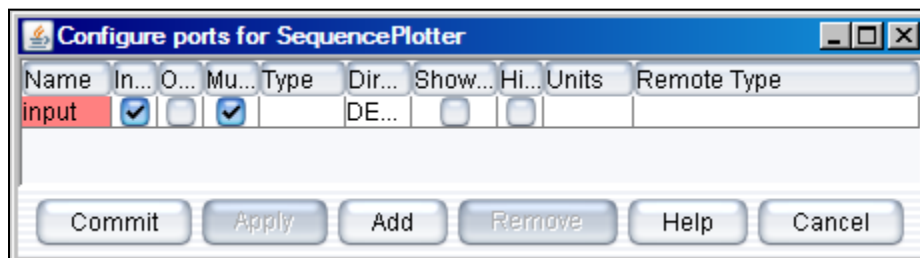 Configure ports for SequencePlotter
Name In... O... Mu... Type Dir... Show... Hi... Units Remote Type
input DE...
Commit Apply Add Remove Help Cancel